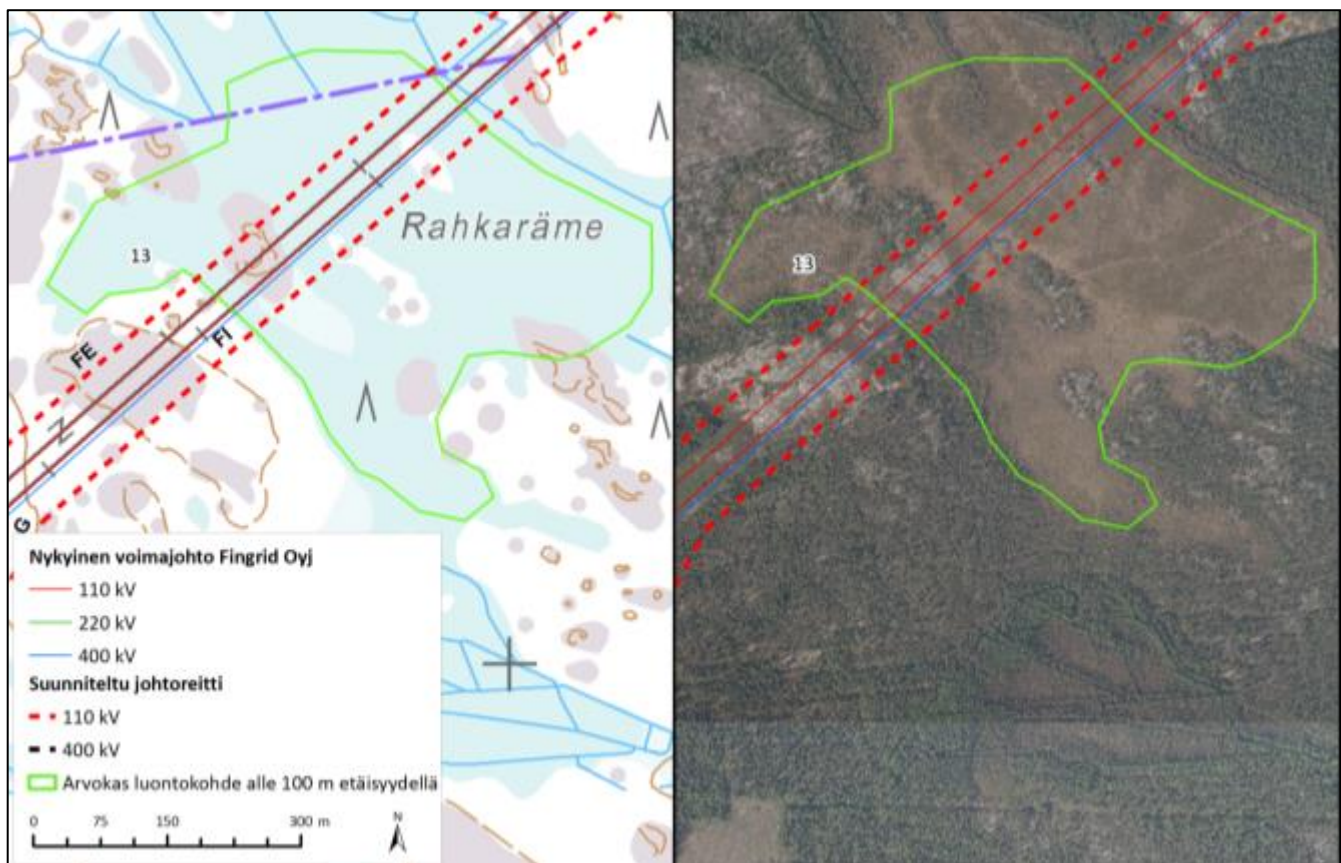 Rahkaräme
13
13
FE
FI
G
Nykyinen voimajohto Fingrid Oyj
110 kV
220 kV
400 kV
Suunniteltu johtoreitti
110 kV
400 kV
Arvokas luontokohde alle 100 m etäisyydellä
0 75 150 300 m
N